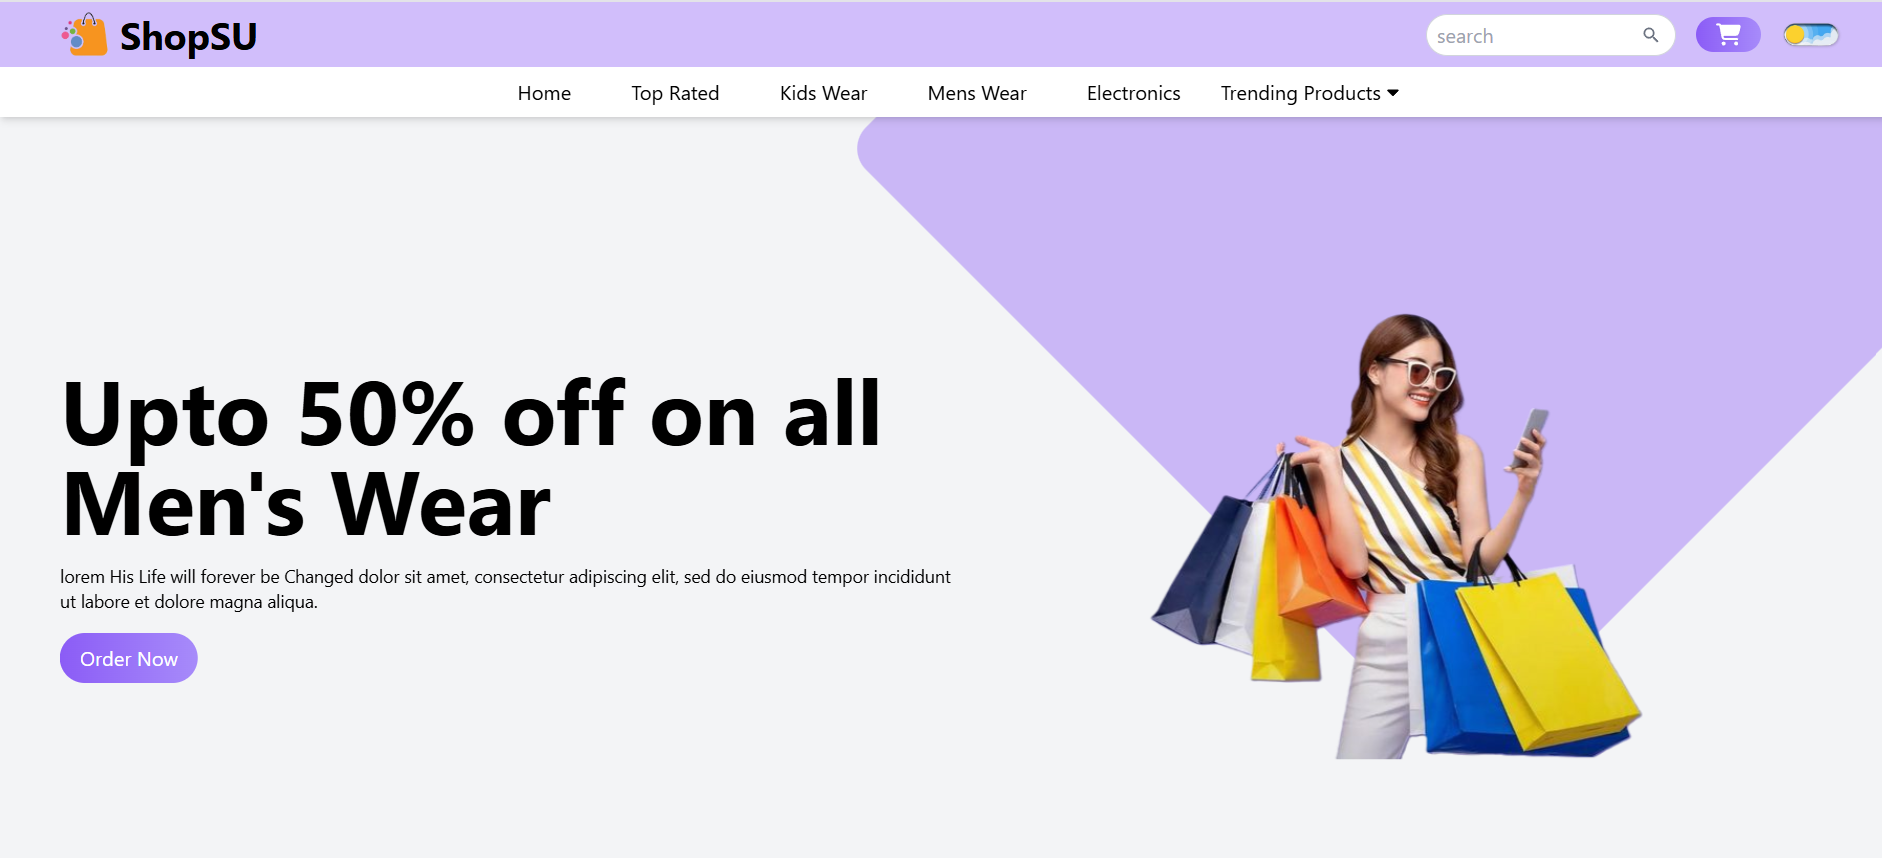 ShopSU
search
Home
Top Rated
Kids Wear
Mens Wear
Electronics
Trending Products
Upto 50% off on all
Men's Wear
lorem His Life will forever be Changed dolor sit amet, consectetur adipiscing elit, sed do eiusmod tempor incididunt
ut labore et dolore magna aliqua.
Order Now